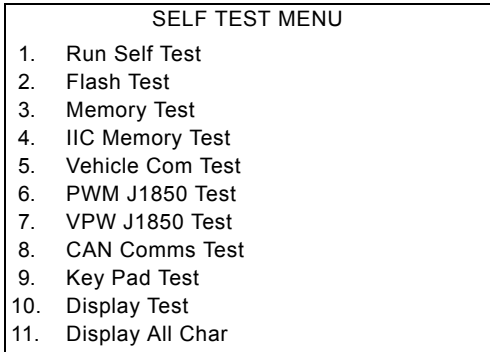 SELF TEST MENU
1. Run Self Test
2. Flash Test
3. Memory Test
4. IIC Memory Test
5. Vehicle Com Test
6. PWM J1850 Test
7. VPW J1850 Test
8. CAN Comms Test
9. Key Pad Test
10. Display Test
11. Display All Char